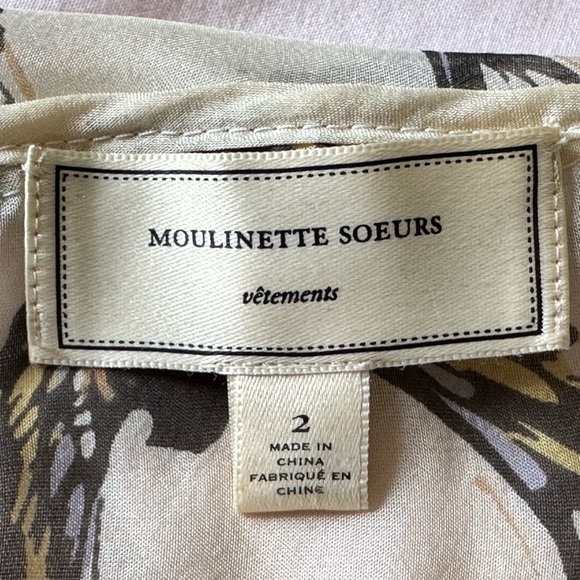 MOULINETTE SOEURS
vêtements
2
MADE IN
CHINA
FABRIQUÉ EN
CHINE